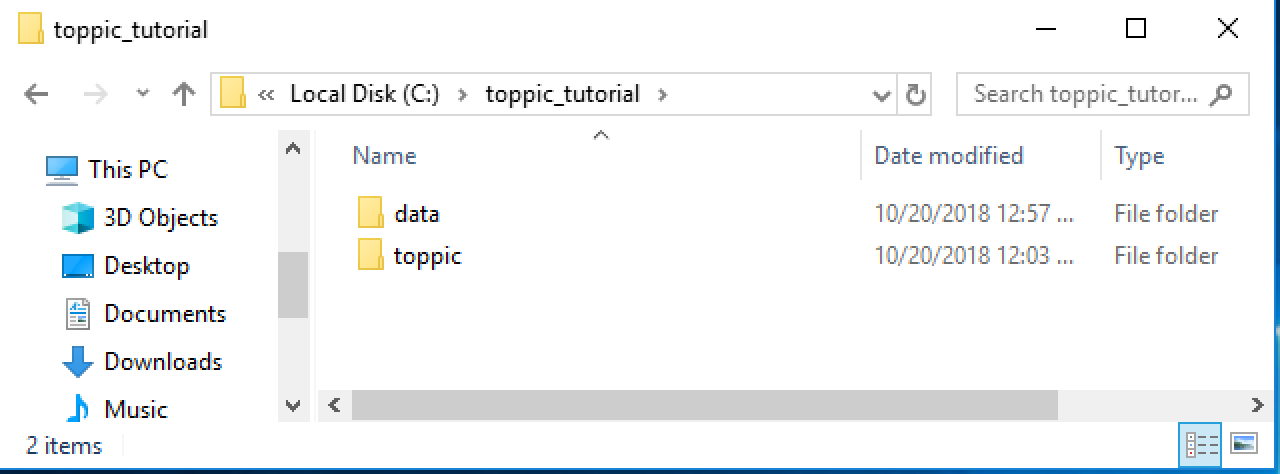 toppic_tutorial
« Local Disk (C:) › toppic_tutorial ›
Search toppic_tutor...
This PC
3D Objects
Desktop
Documents
Downloads
Music
Name Date modified Type
data 10/20/2018 12:57 ... File folder
toppic 10/20/2018 12:03 ... File folder
2 items